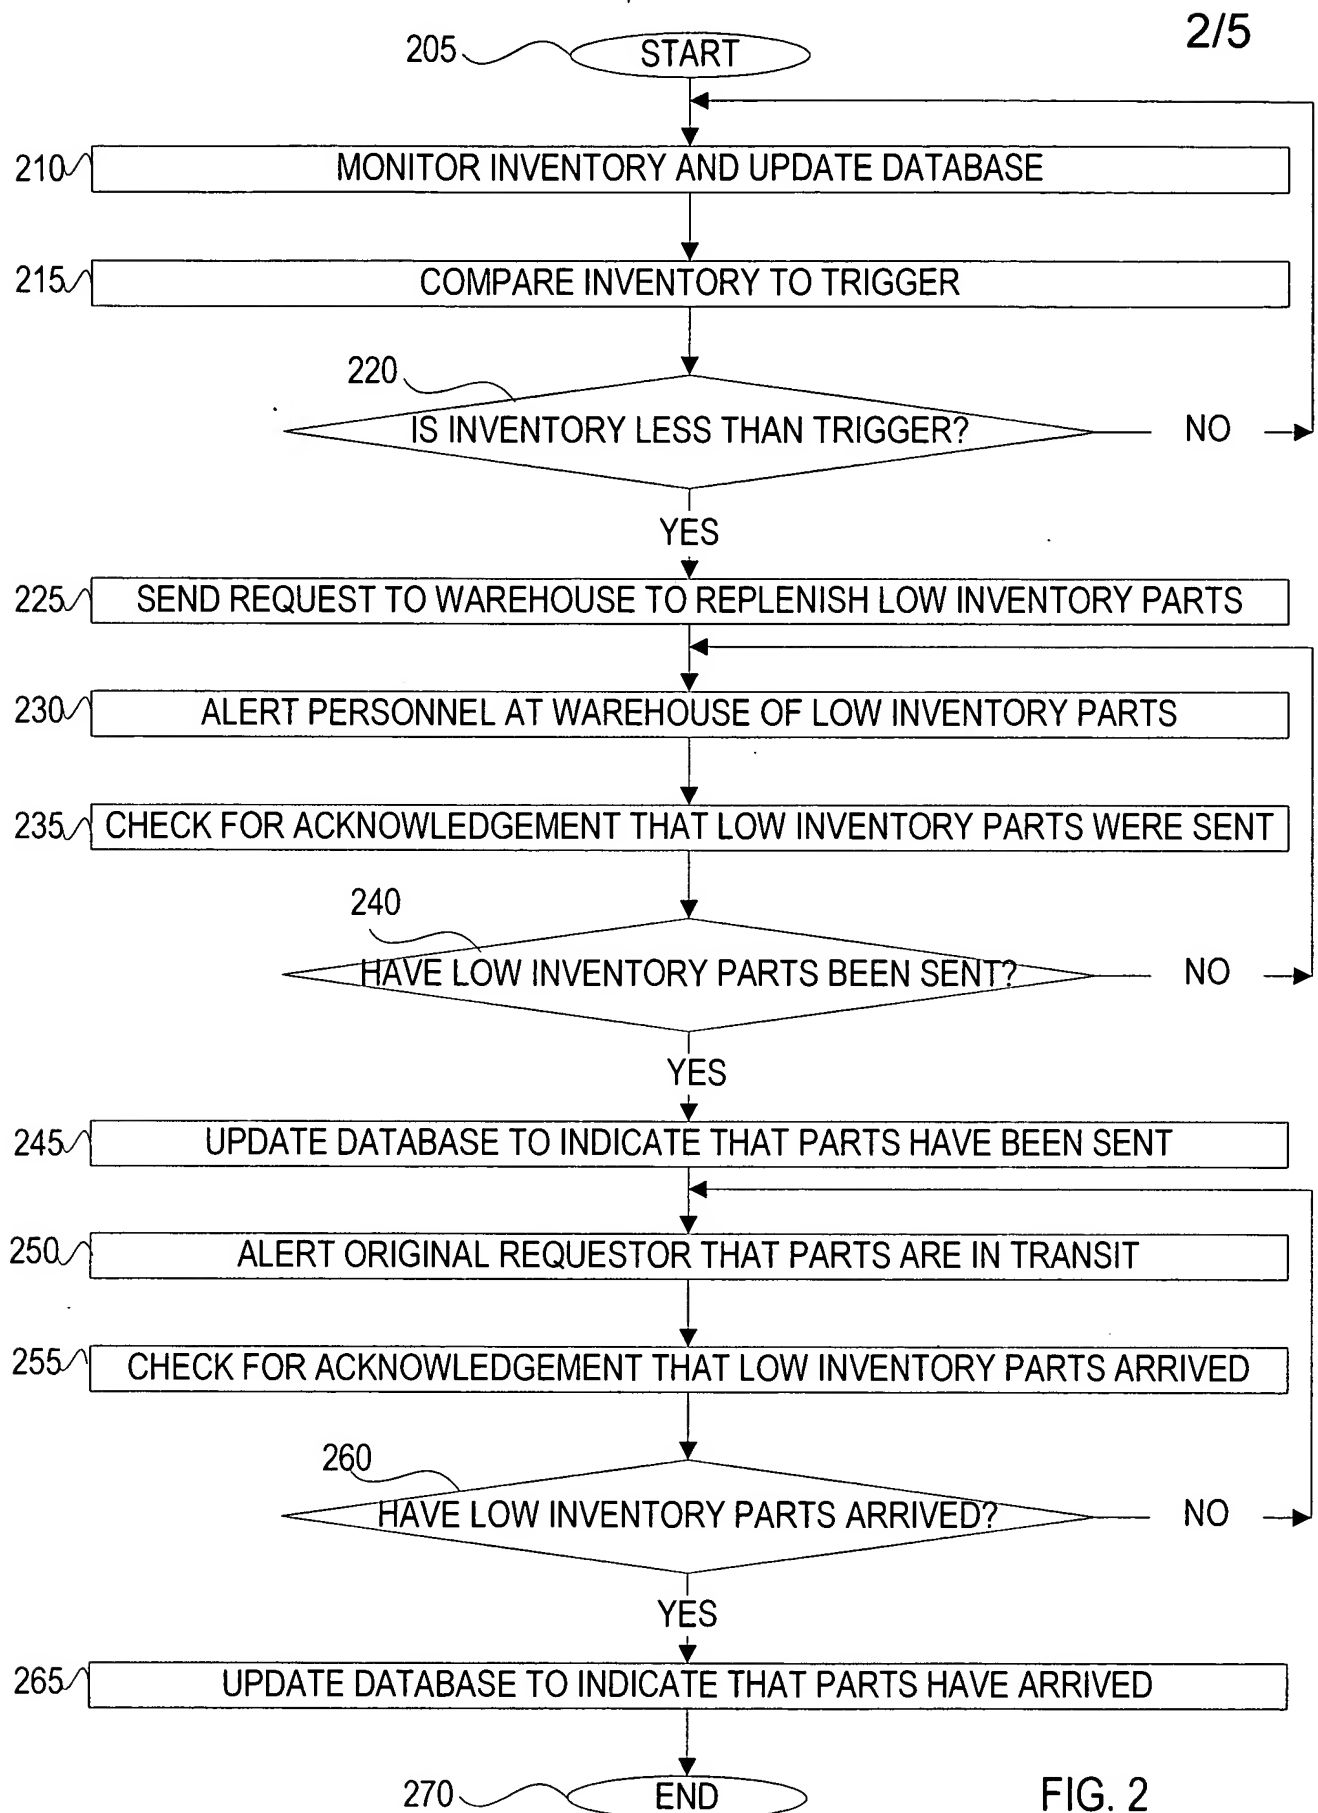 2/5
205 START
210 MONITOR INVENTORY AND UPDATE DATABASE
215 COMPARE INVENTORY TO TRIGGER
220
IS INVENTORY LESS THAN TRIGGER? NO
YES
225 SEND REQUEST TO WAREHOUSE TO REPLENISH LOW INVENTORY PARTS
230 ALERT PERSONNEL AT WAREHOUSE OF LOW INVENTORY PARTS
235 CHECK FOR ACKNOWLEDGEMENT THAT LOW INVENTORY PARTS WERE SENT
240
HAVE LOW INVENTORY PARTS BEEN SENT? NO
YES
245 UPDATE DATABASE TO INDICATE THAT PARTS HAVE BEEN SENT
250 ALERT ORIGINAL REQUESTOR THAT PARTS ARE IN TRANSIT
255 CHECK FOR ACKNOWLEDGEMENT THAT LOW INVENTORY PARTS ARRIVED
260
HAVE LOW INVENTORY PARTS ARRIVED? NO
YES
265 UPDATE DATABASE TO INDICATE THAT PARTS HAVE ARRIVED
270 END
FIG. 2